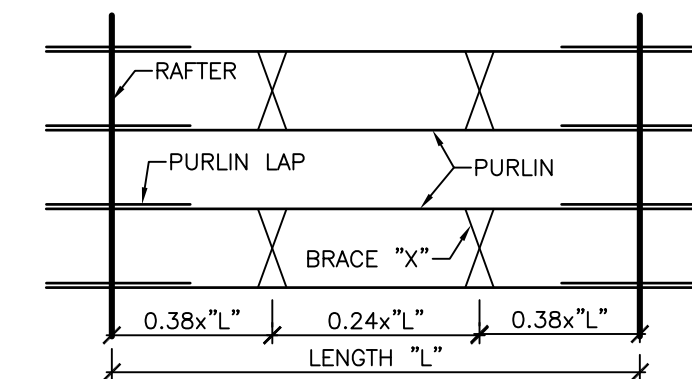 RAFTER
PURLIN LAP
PURLIN
BRACE "X"
0.38x"L"
0.24x"L"
0.38x"L"
LENGTH "L"